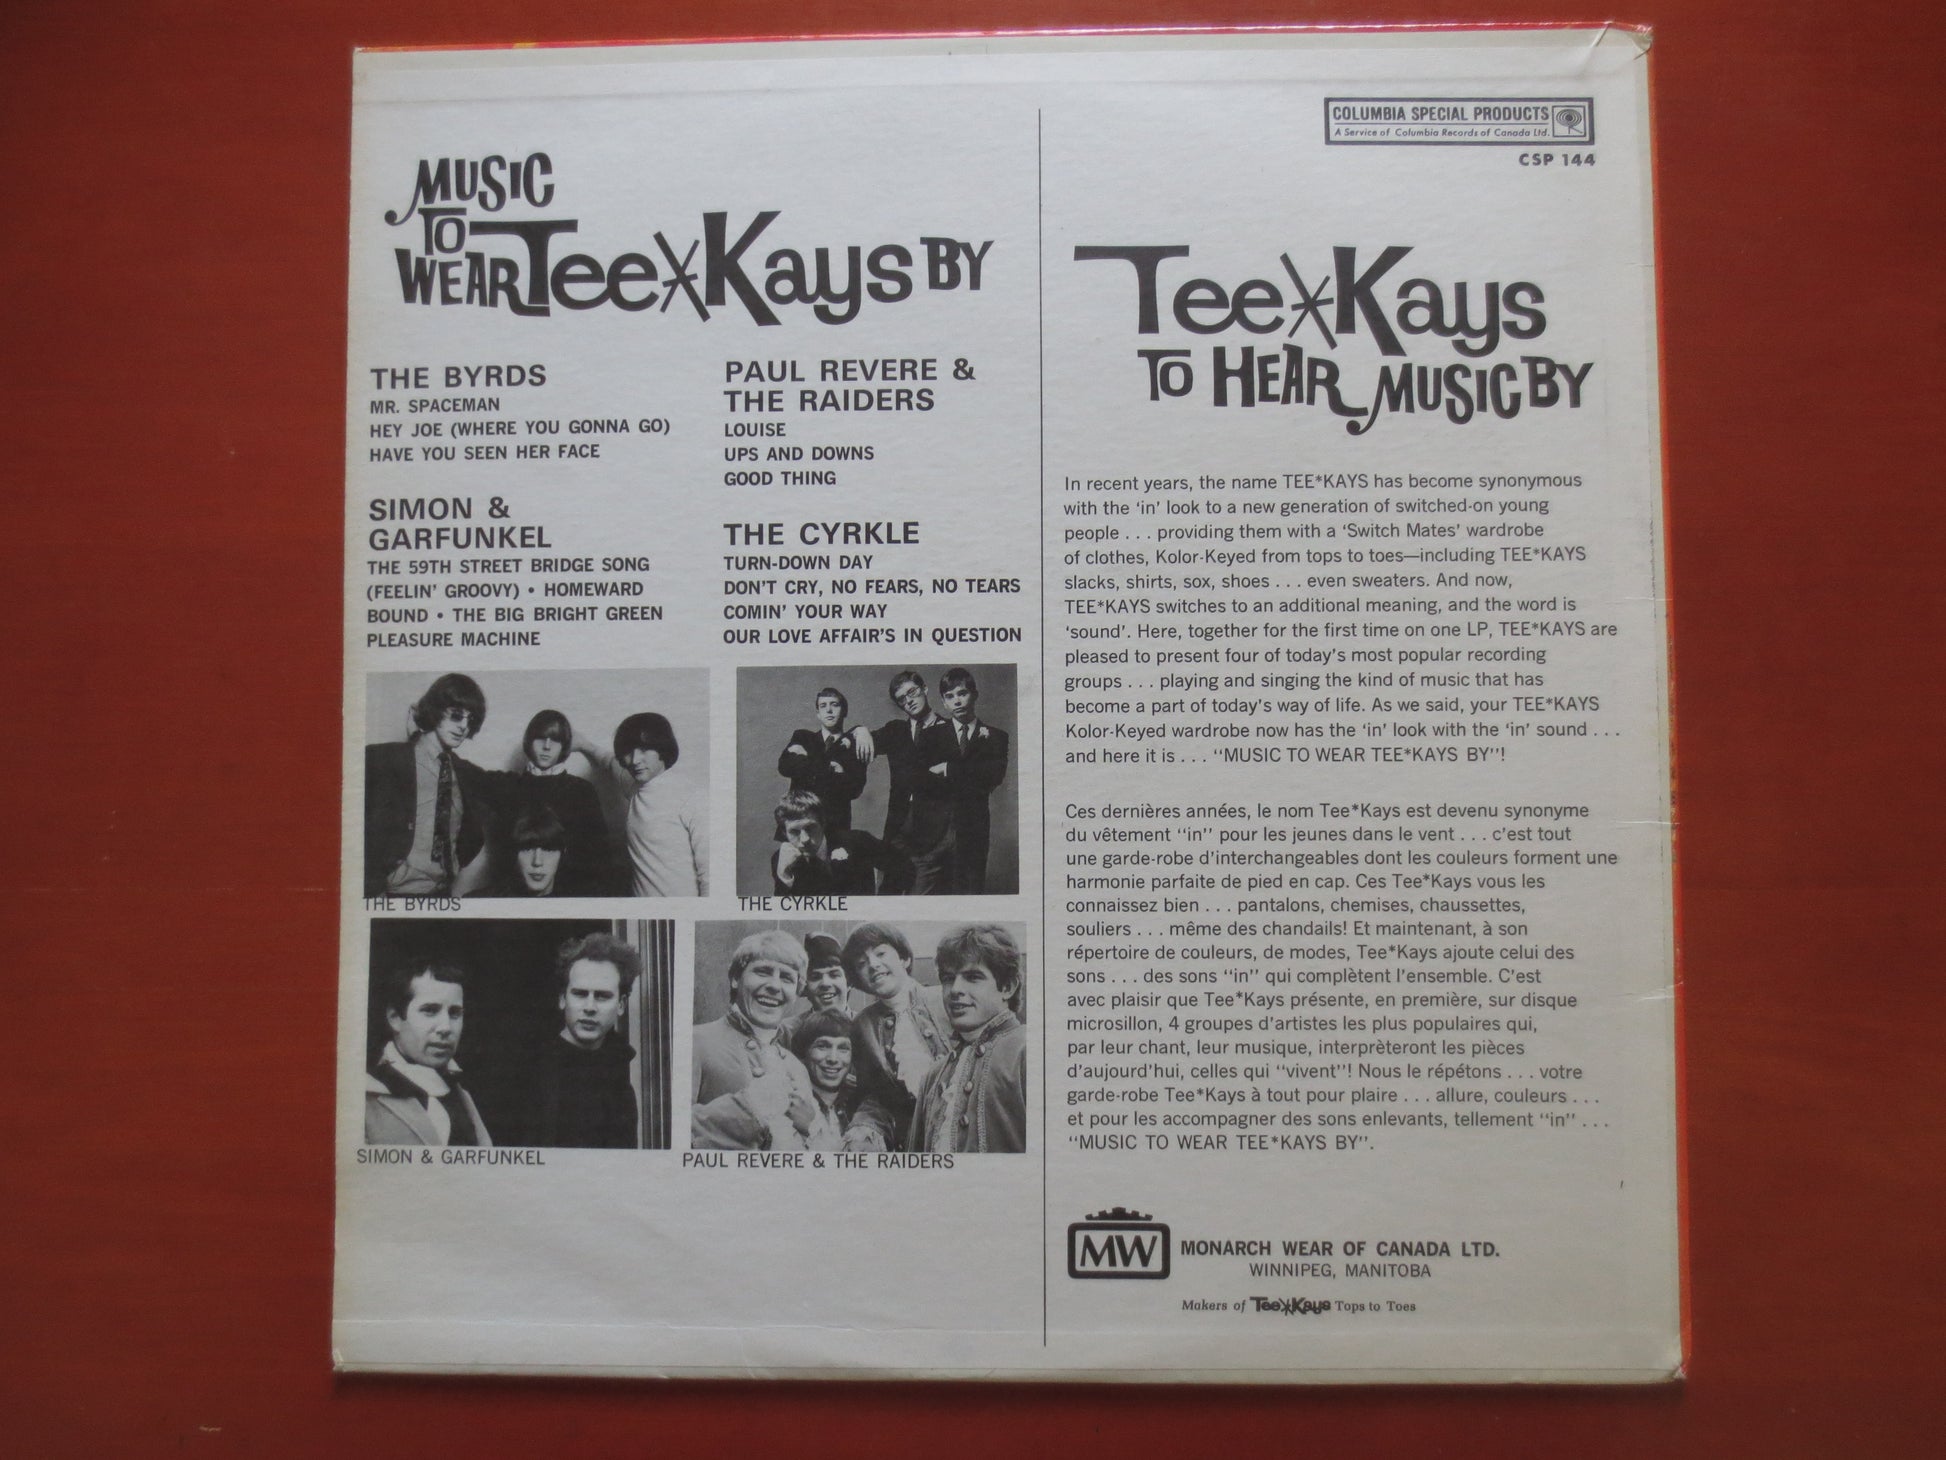 MUSIC
TO
WEAR Tee*Kays BY
THE BYRDS
MR. SPACEMAN
HEY JOE (WHERE YOU GONNA GO)
HAVE YOU SEEN HER FACE
SIMON &
GARFUNKEL
THE 59TH STREET BRIDGE SONG
(FEELIN' GROOVY) • HOMEWARD
BOUND • THE BIG BRIGHT GREEN
PLEASURE MACHINE
PAUL REVERE &
THE RAIDERS
LOUISE
UPS AND DOWNS
GOOD THING
THE CYRKLE
TURN-DOWN DAY
DON'T CRY, NO FEARS, NO TEARS
COMIN' YOUR WAY
OUR LOVE AFFAIR'S IN QUESTION
THE BYRDS
THE CYRKLE
SIMON & GARFUNKEL
PAUL REVERE & THE RAIDERS
COLUMBIA SPECIAL PRODUCTS
A Service of Columbia Records of Canada Ltd.
CSP 144
Tee*Kays
TO HEAR MUSIC BY
In recent years, the name TEE*KAYS has become synonymous
with the 'in' look to a new generation of switched-on young
people . . . providing them with a 'Switch Mates' wardrobe
of clothes, Kolor-Keyed from tops to toes—including TEE*KAYS
slacks, shirts, sox, shoes . . . even sweaters. And now,
TEE*KAYS switches to an additional meaning, and the word is
'sound'. Here, together for the first time on one LP, TEE*KAYS are
pleased to present four of today's most popular recording
groups . . . playing and singing the kind of music that has
become a part of today's way of life. As we said, your TEE*KAYS
Kolor-Keyed wardrobe now has the 'in' look with the 'in' sound . . .
and here it is . . . "MUSIC TO WEAR TEE*KAYS BY"!
Ces dernières années, le nom Tee*Kays est devenu synonyme
du vêtement "in" pour les jeunes dans le vent . . . c'est tout
une garde-robe d'interchangeables dont les couleurs forment une
harmonie parfaite de pied en cap. Ces Tee*Kays vous les
connaissez bien . . . pantalons, chemises, chaussettes,
souliers . . . même des chandails! Et maintenant, à son
répertoire de couleurs, de modes, Tee*Kays ajoute celui des
sons . . . des sons "in" qui complètent l'ensemble. C'est
avec plaisir que Tee*Kays présente, en première, sur disque
microsillon, 4 groupes d'artistes les plus populaires qui,
par leur chant, leur musique, interprèteront les pièces
d'aujourd'hui, celles qui "vivent"! Nous le répétons . . . votre
garde-robe Tee*Kays à tout pour plaire . . . allure, couleurs . . .
et pour les accompagner des sons enlevants, tellement "in" . . .
"MUSIC TO WEAR TEE*KAYS BY".
MW
MONARCH WEAR OF CANADA LTD.
WINNIPEG, MANITOBA
Makers of Tee*Kays Tops to Toes